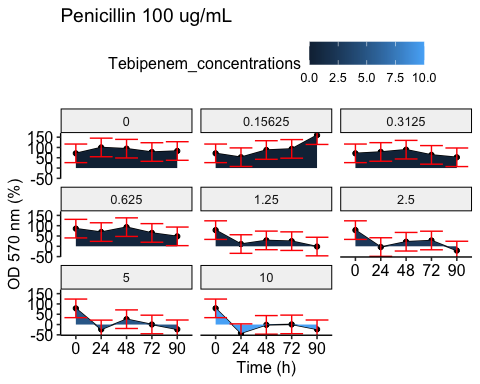 Penicillin 100 ug/mL
Tebipenem_concentrations
0.0 2.5 5.0 7.5 10.0
0 0.15625 0.3125
150
100
50
0
-50
0.625 1.25 2.5
150
100
50
0
-50
0 24 48 72 90
5 10
150
100
50
0
-50
0 24 48 72 90 0 24 48 72 90
OD 570 nm (%)
Time (h)